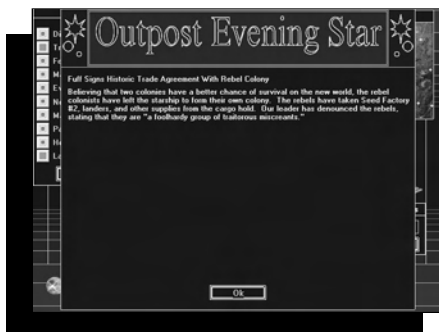 Outpost Evening Star
Fuff Signs Historic Trade Agreement With Rebel Colony
Believing that two colonies have a better chance of survival on the new world, the rebel
colonists have left the starship to form their own colony. The rebels have taken Seed Factory
#2, landers, and other supplies from the cargo hold. Our leader has denounced the rebels,
stating that they are "a foolhardy group of traitorous miscreants."
Ok